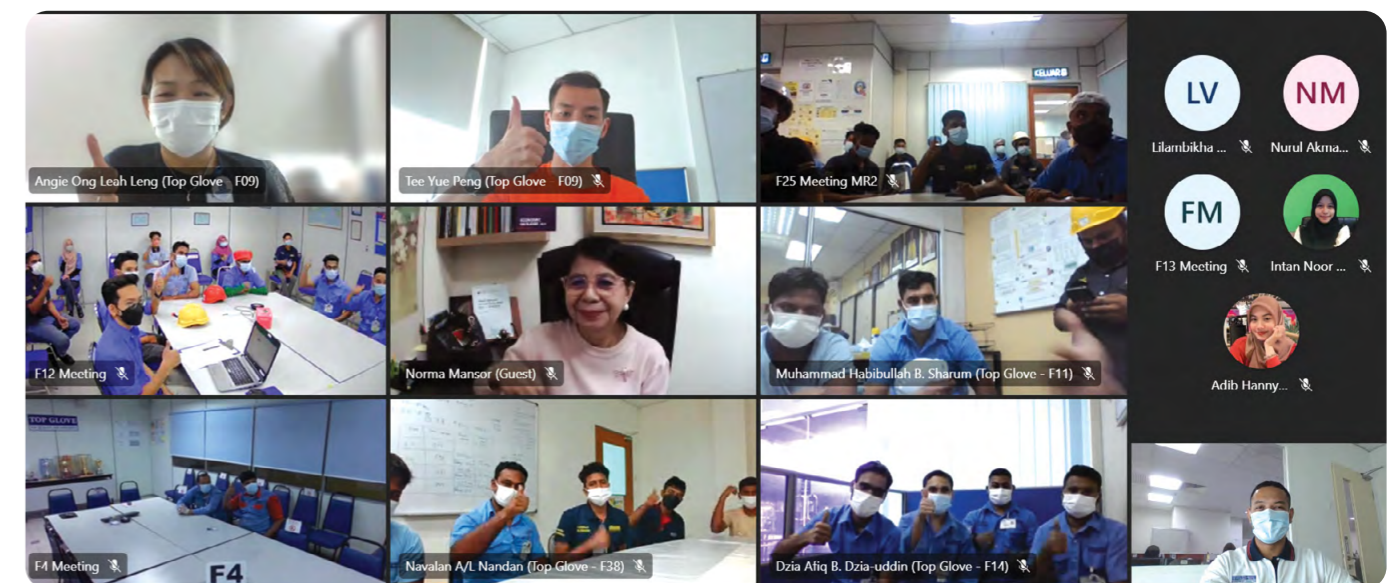 Angie Ong Leah Leng (Top Glove - F09)
Tee Yue Peng (Top Glove - F09)
KELUAR
F25 Meeting MR2
LV
NM
Lilambikha ...
Nurul Akma...
FM
F13 Meeting
Intan Noor ...
Adib Hanny...
F12 Meeting
ECONOMY
Norma Mansor (Guest)
Muhammad Habibullah B. Sharum (Top Glove - F11)
TOP GLOVE
F4 Meeting
F4
Navalan A/L Nandan (Top Glove - F38)
Dzia Afiq B. Dzia-uddin (Top Glove - F14)